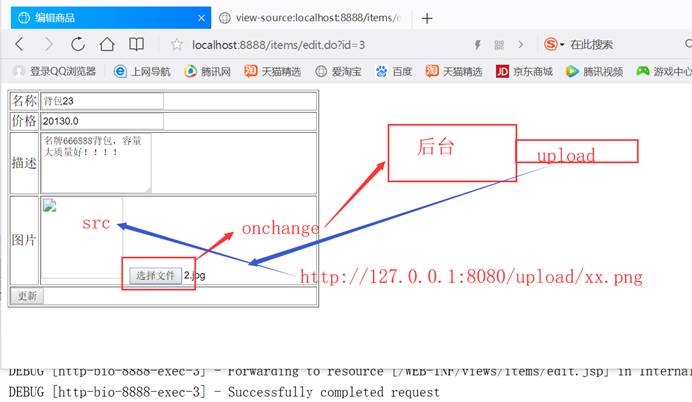 编辑商品
view-source:localhost:8888/items/e
localhost:8888/items/edit.do?id=3
在此搜索
登录QQ浏览器 上网导航 腾讯网 天猫精选 爱淘宝 百度 天猫精选 京东商城 腾讯视频 游戏中心
名称 背包23
价格 20130.0
描述 名牌666888背包，容量
大质量好！！！！
后台
upload
src
onchange
图片
选择文件 2.jpg
http://127.0.0.1:8080/upload/xx.png
更新
DEBUG [http-bio-8888-exec-3] - Forwarding to resource [/WEB-INF/views/items/edit.jsp] in Interna
DEBUG [http-bio-8888-exec-3] - Successfully completed request